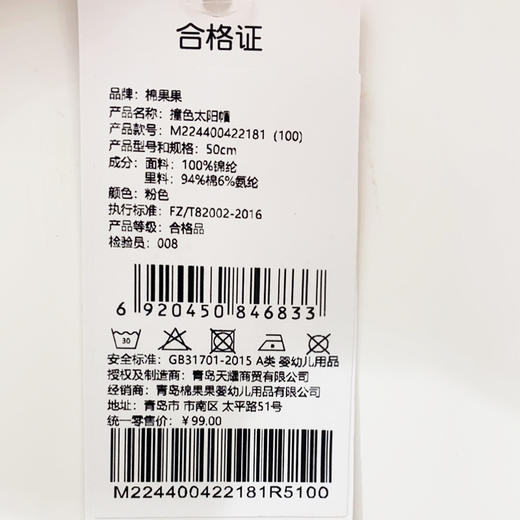 合格证
品牌：棉果果
产品名称：撞色太阳帽
产品款号：M224400422181 (100)
产品型号和规格：50cm
成分：面料：100%锦纶
里料：94%棉6%氨纶
颜色：粉色
执行标准：FZ/T82002-2016
产品等级：合格品
检验员：008
6 920450 846833
30
安全标准：GB31701-2015 A类 婴幼儿用品
授权及制造商：青岛天耀商贸有限公司
经销商：青岛棉果果婴幼儿用品有限公司
地址：青岛市 市南区 太平路51号
统一零售价：￥99.00
M224400422181R5100